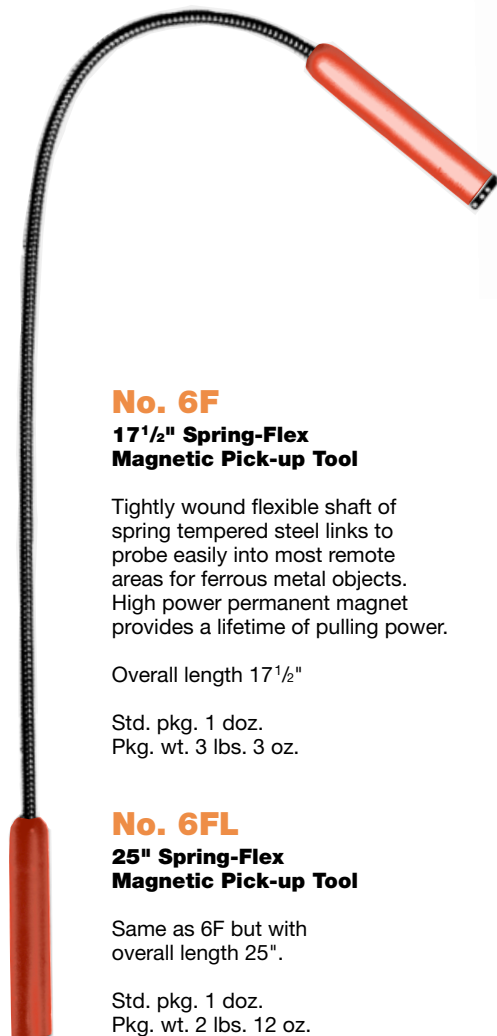 No. 6F
17 1/2" Spring-Flex
Magnetic Pick-up Tool
Tightly wound flexible shaft of
spring tempered steel links to
probe easily into most remote
areas for ferrous metal objects.
High power permanent magnet
provides a lifetime of pulling power.
Overall length 17 1/2"
Std. pkg. 1 doz.
Pkg. wt. 3 lbs. 3 oz.
No. 6FL
25" Spring-Flex
Magnetic Pick-up Tool
Same as 6F but with
overall length 25".
Std. pkg. 1 doz.
Pkg. wt. 2 lbs. 12 oz.